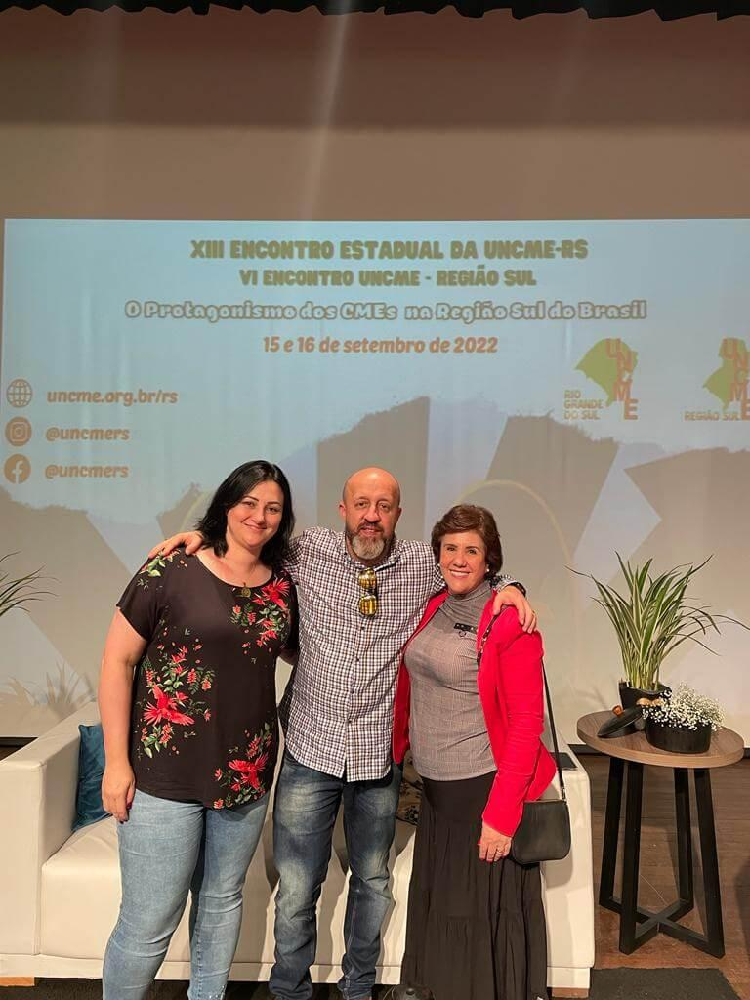 XIII ENCONTRO ESTADUAL DA UNCME-RS
VI ENCONTRO UNCME - REGIÃO SUL
O Protagonismo dos CMEs na Região Sul do Brasil
15 e 16 de setembro de 2022
UNCME
RIO GRANDE DO SUL
UNCME
REGIÃO SUL
uncme.org.br/rs
@uncmers
@uncmers